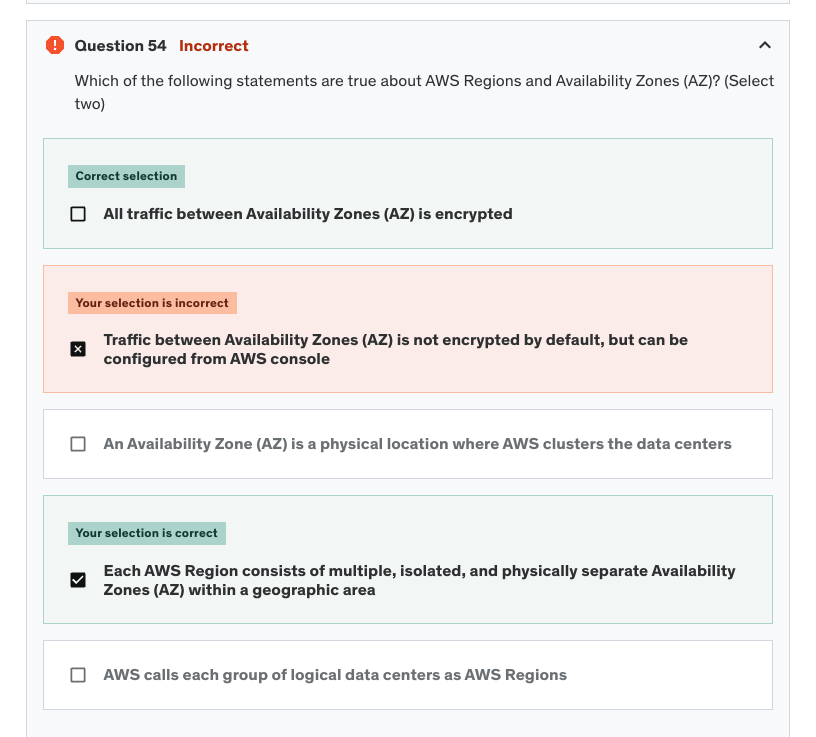 Question 54 Incorrect
Which of the following statements are true about AWS Regions and Availability Zones (AZ)? (Select
two)
Correct selection
All traffic between Availability Zones (AZ) is encrypted
Your selection is incorrect
Traffic between Availability Zones (AZ) is not encrypted by default, but can be
configured from AWS console
An Availability Zone (AZ) is a physical location where AWS clusters the data centers
Your selection is correct
Each AWS Region consists of multiple, isolated, and physically separate Availability
Zones (AZ) within a geographic area
AWS calls each group of logical data centers as AWS Regions